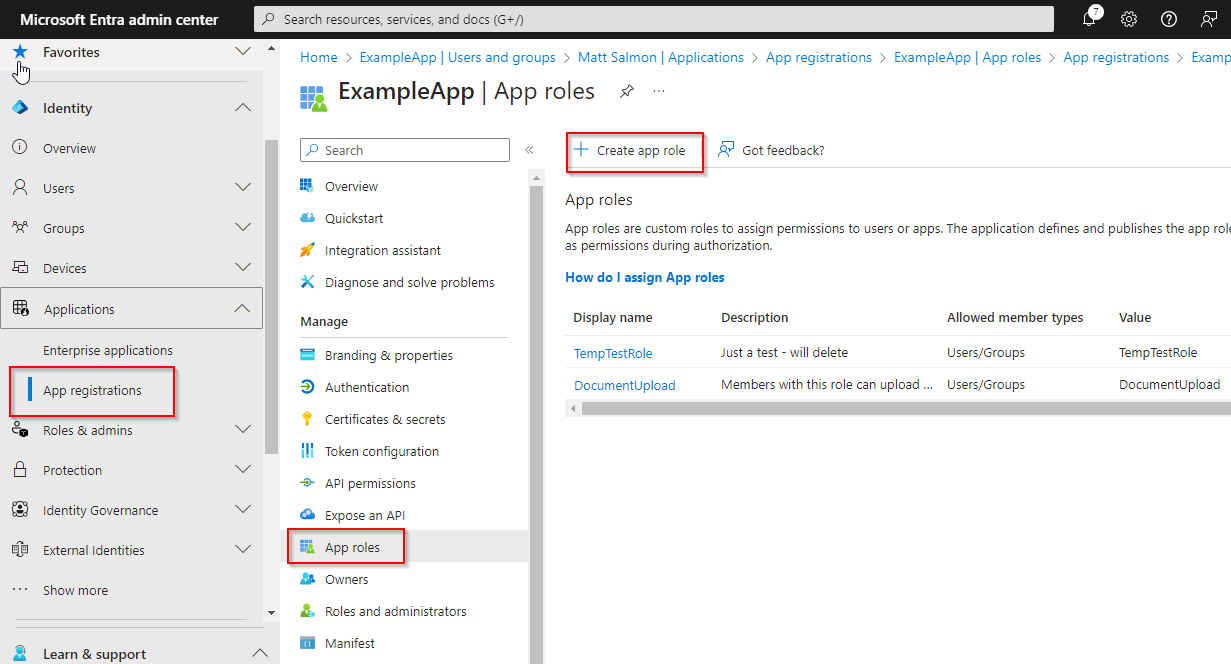 Microsoft Entra admin center
Search resources, services, and docs (G+/)
7
Favorites
Identity
Overview
Users
Groups
Devices
Applications
Enterprise applications
App registrations
Roles & admins
Protection
Identity Governance
External Identities
Show more
Learn & support
Home > ExampleApp | Users and groups > Matt Salmon | Applications > App registrations > ExampleApp | App roles > App registrations > Examp
ExampleApp | App roles
Search
Overview
Quickstart
Integration assistant
Diagnose and solve problems
Manage
Branding & properties
Authentication
Certificates & secrets
Token configuration
API permissions
Expose an API
App roles
Owners
Roles and administrators
Manifest
Create app role
Got feedback?
App roles
App roles are custom roles to assign permissions to users or apps. The application defines and publishes the app role
as permissions during authorization.
How do I assign App roles
Display name Description Allowed member types Value
TempTestRole Just a test - will delete Users/Groups TempTestRole
DocumentUpload Members with this role can upload ... Users/Groups DocumentUpload